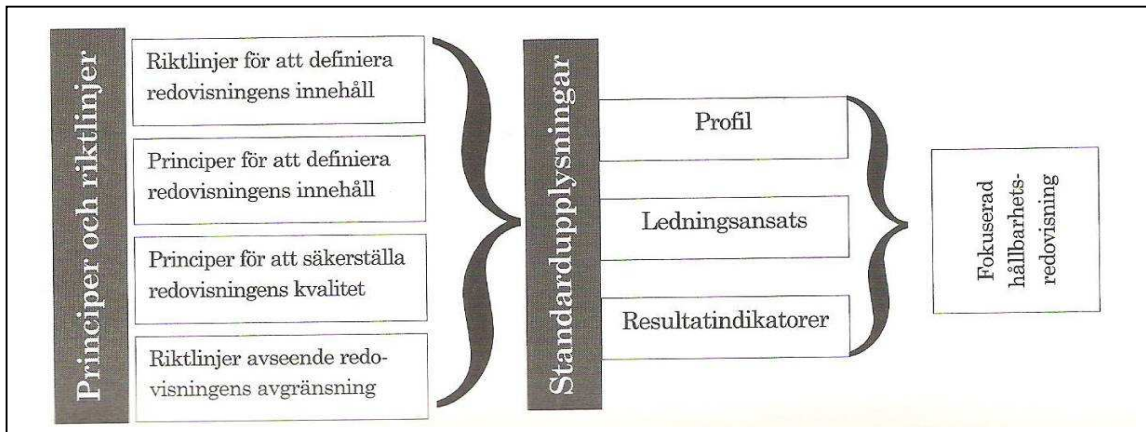 Principer och riktlinjer
Riktlinjer för att definiera
redovisningens innehåll
Principer för att definiera
redovisningens innehåll
Principer för att säkerställa
redovisningens kvalitet
Riktlinjer avseende redo-
visningens avgränsning
Standardupplysningar
Profil
Ledningsansats
Resultatindikatorer
Fokuserad
hållbarhets-
redovisning